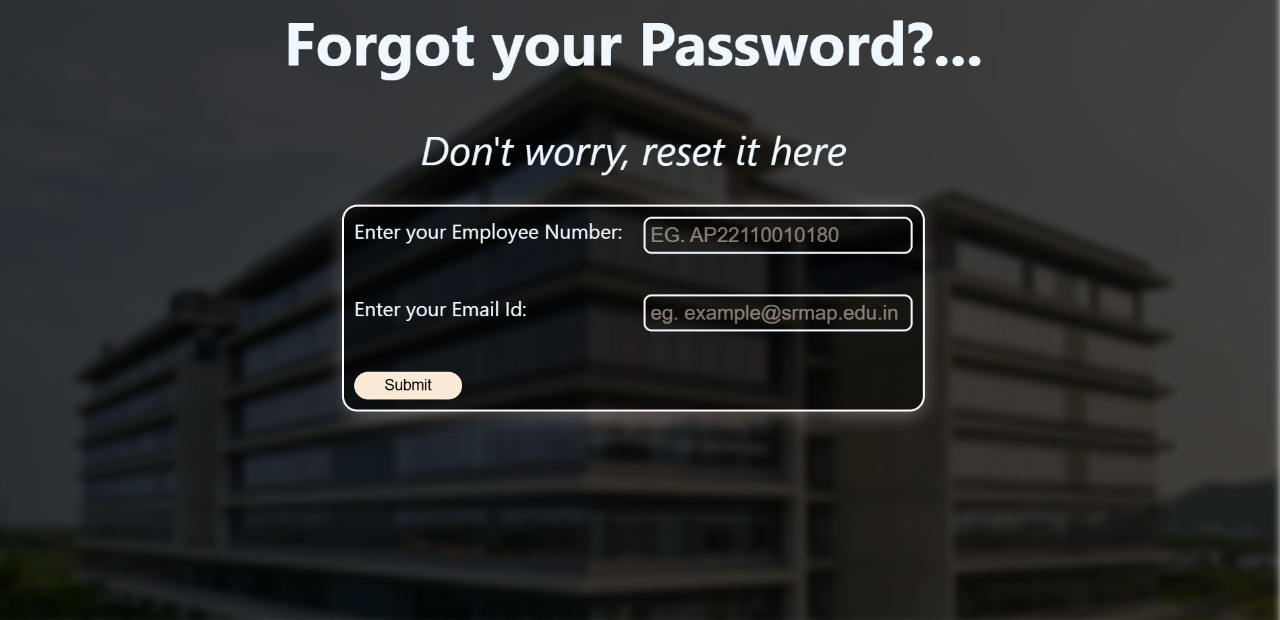 Forgot your Password?...
Don't worry, reset it here
Enter your Employee Number: EG. AP22110010180
Enter your Email Id: eg. example@srmap.edu.in
Submit